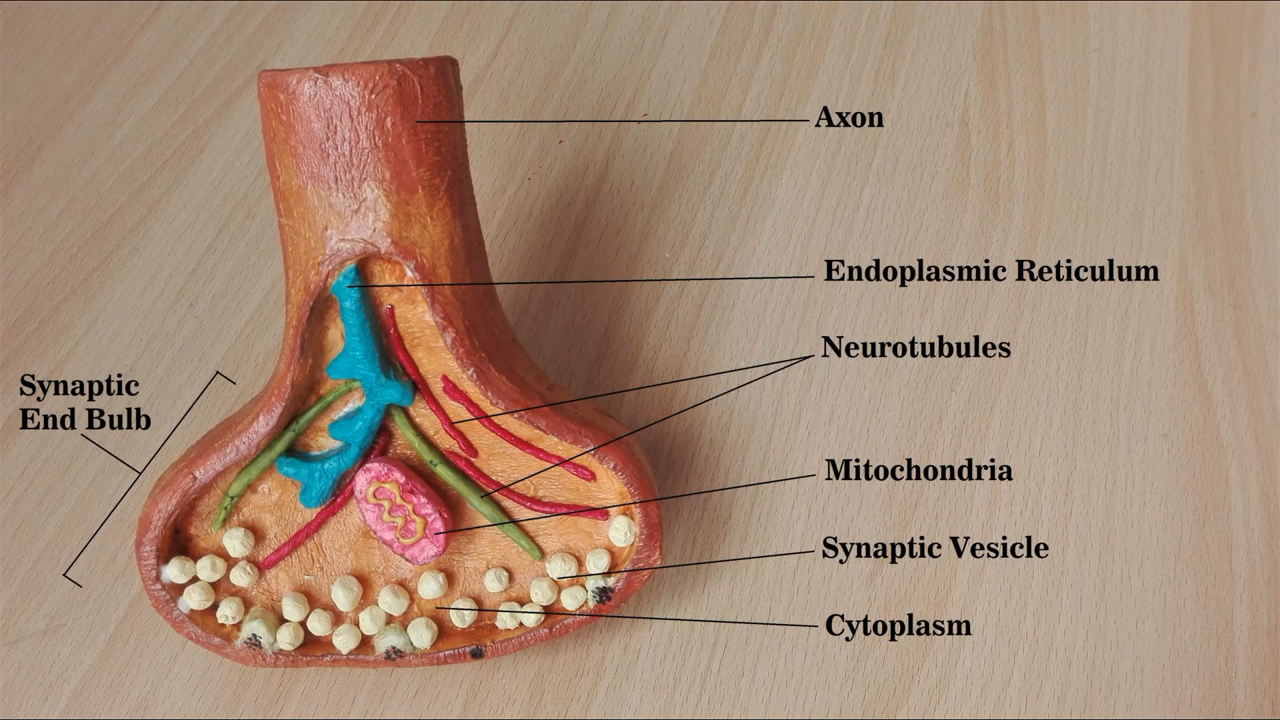 Axon
Endoplasmic Reticulum
Neurotubules
Synaptic
End Bulb
Mitochondria
Synaptic Vesicle
Cytoplasm